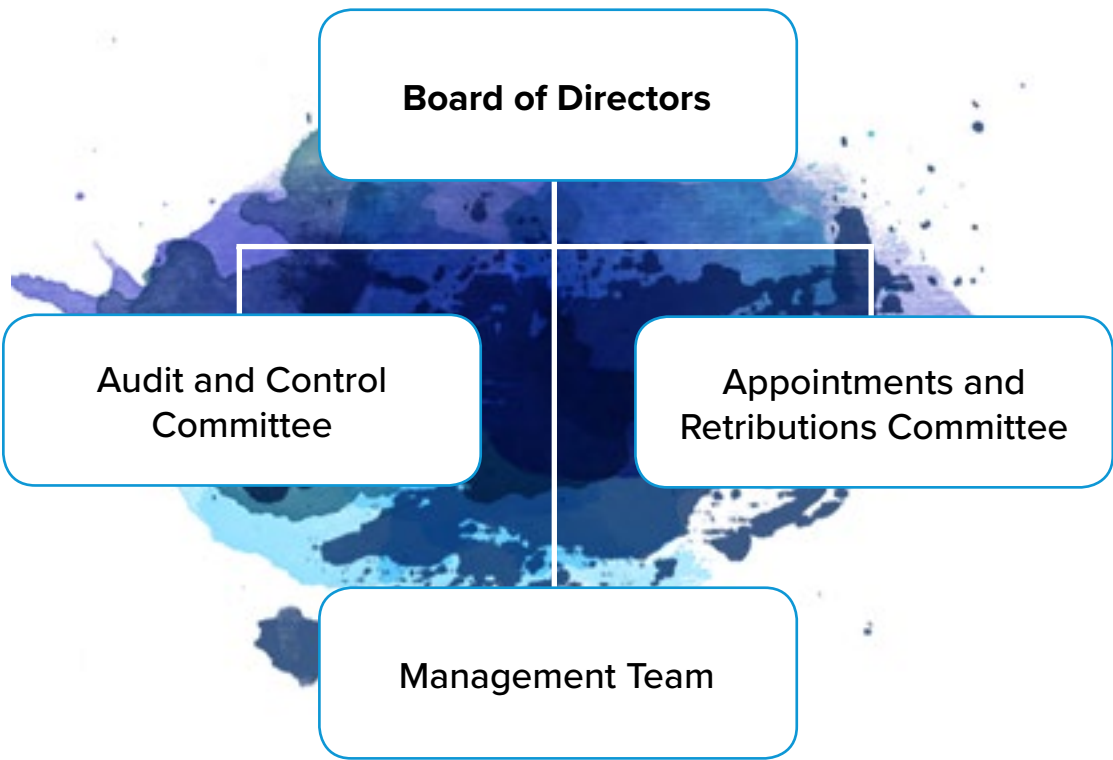 Board of Directors
Audit and Control
Committee
Appointments and
Retributions Committee
Management Team